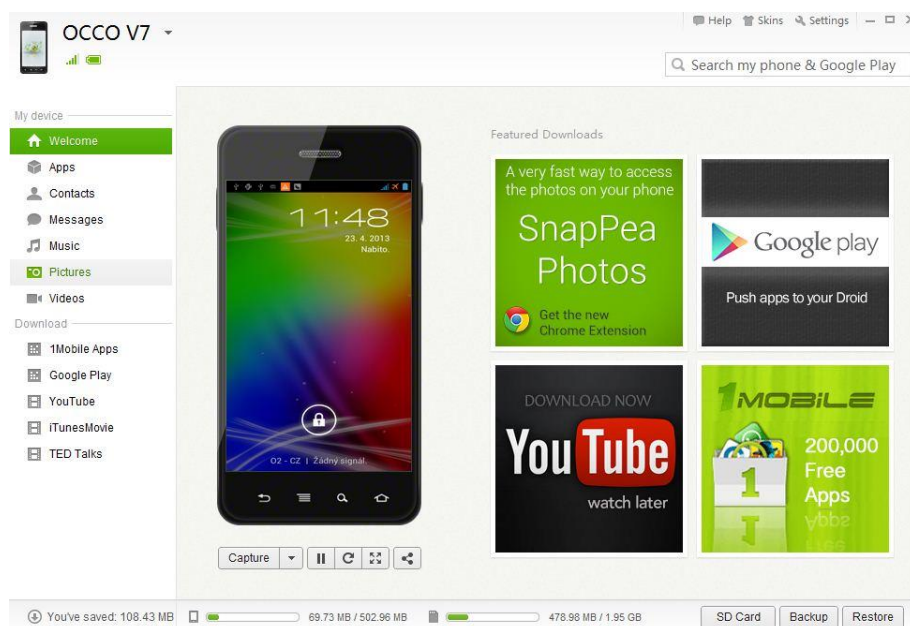 OCCO V7
Help Skins Settings
Search my phone & Google Play
My device
Welcome
Apps
Contacts
Messages
Music
Pictures
Videos
Download
1Mobile Apps
Google Play
YouTube
iTunesMovie
TED Talks
11:48
23. 4. 2013
Nabito.
O2 - CZ | Žádný signál.
Capture
Featured Downloads
A very fast way to access
the photos on your phone
SnapPea
Photos
Get the new
Chrome Extension
Google play
Push apps to your Droid
DOWNLOAD NOW
YouTube
watch later
1MOBILE
200,000
Free
Apps
1
You've saved: 108.43 MB
69.73 MB / 502.96 MB
478.98 MB / 1.95 GB
SD Card Backup Restore